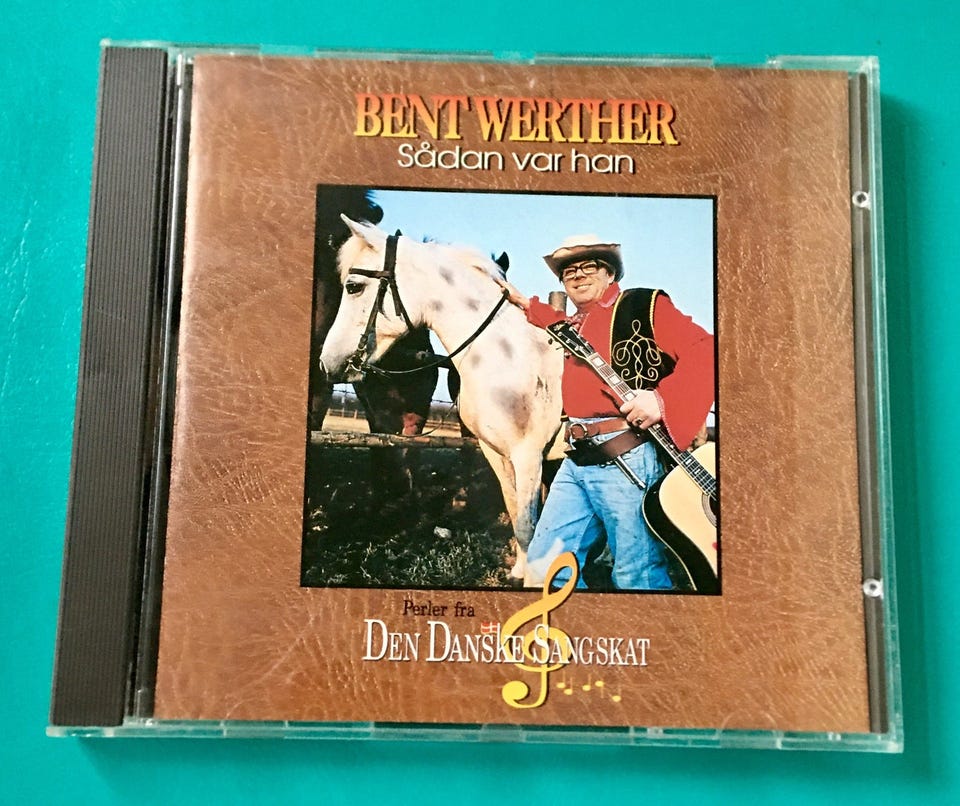 BENT WERTHER
Sådan var han
Perler fra
DEN DANSKE SANGSKAT